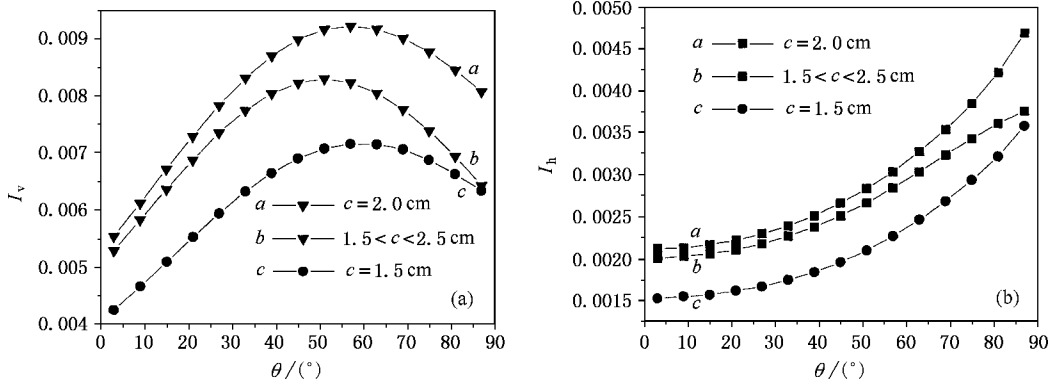 0.009
0.008
0.007
0.006
0.005
0.004
I_v
a
b
c
a c=2.0 cm
b 1.5<c<2.5 cm
c c=1.5 cm
(a)
0 10 20 30 40 50 60 70 80 90
θ/(°)
0.0050
0.0045
0.0040
0.0035
0.0030
0.0025
0.0020
0.0015
I_h
a c=2.0 cm
b 1.5<c<2.5 cm
c c=1.5 cm
a
b
c
(b)
0 10 20 30 40 50 60 70 80 90
θ/(°)